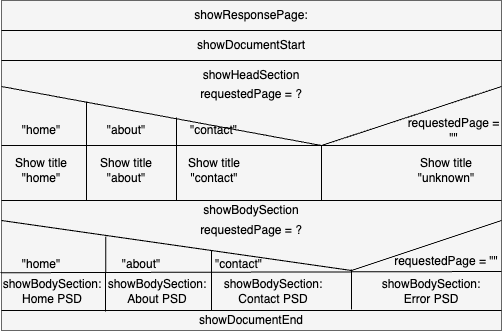 showResponsePage:
showDocumentStart
showHeadSection
requestedPage = ?
"home"
"about"
"contact"
requestedPage =
""
Show title
"home"
Show title
"about"
Show title
"contact"
Show title
"unknown"
showBodySection
requestedPage = ?
"home"
"about"
"contact"
requestedPage = ""
showBodySection:
Home PSD
showBodySection:
About PSD
showBodySection:
Contact PSD
showBodySection:
Error PSD
showDocumentEnd